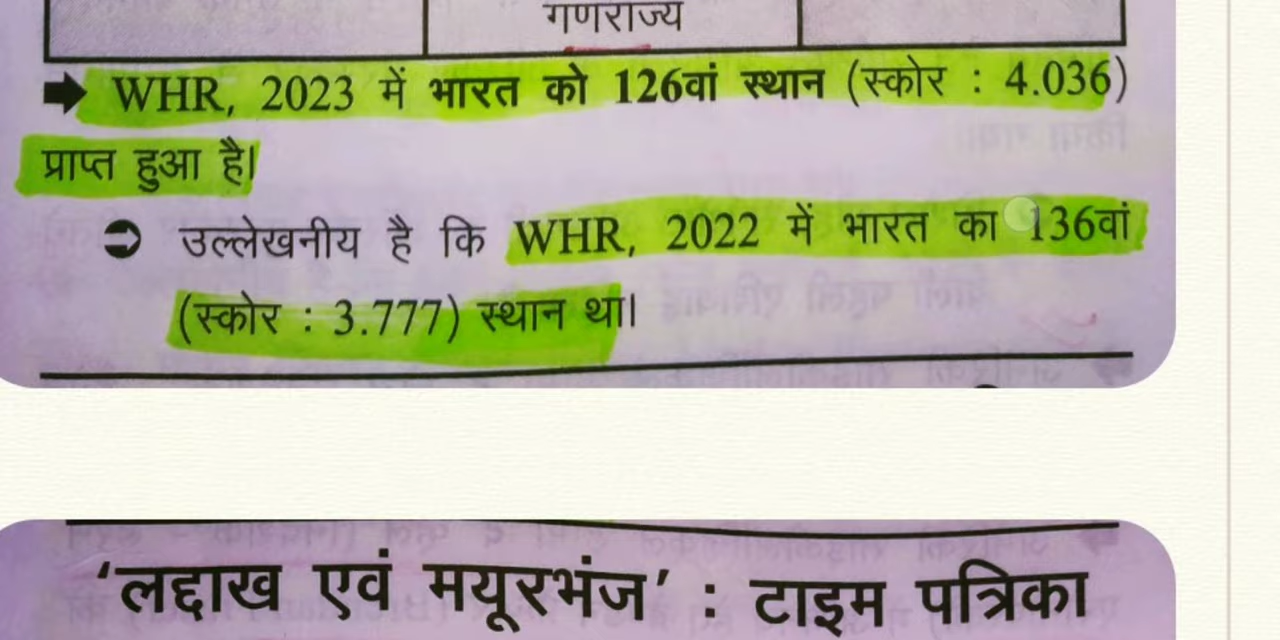 गणराज्य
WHR, 2023 में भारत को 126वां स्थान (स्कोर : 4.036)
प्राप्त हुआ है।
उल्लेखनीय है कि WHR, 2022 में भारत का 136वां
(स्कोर : 3.777) स्थान था।
‘लद्दाख एवं मयूरभंज’ : टाइम पत्रिका